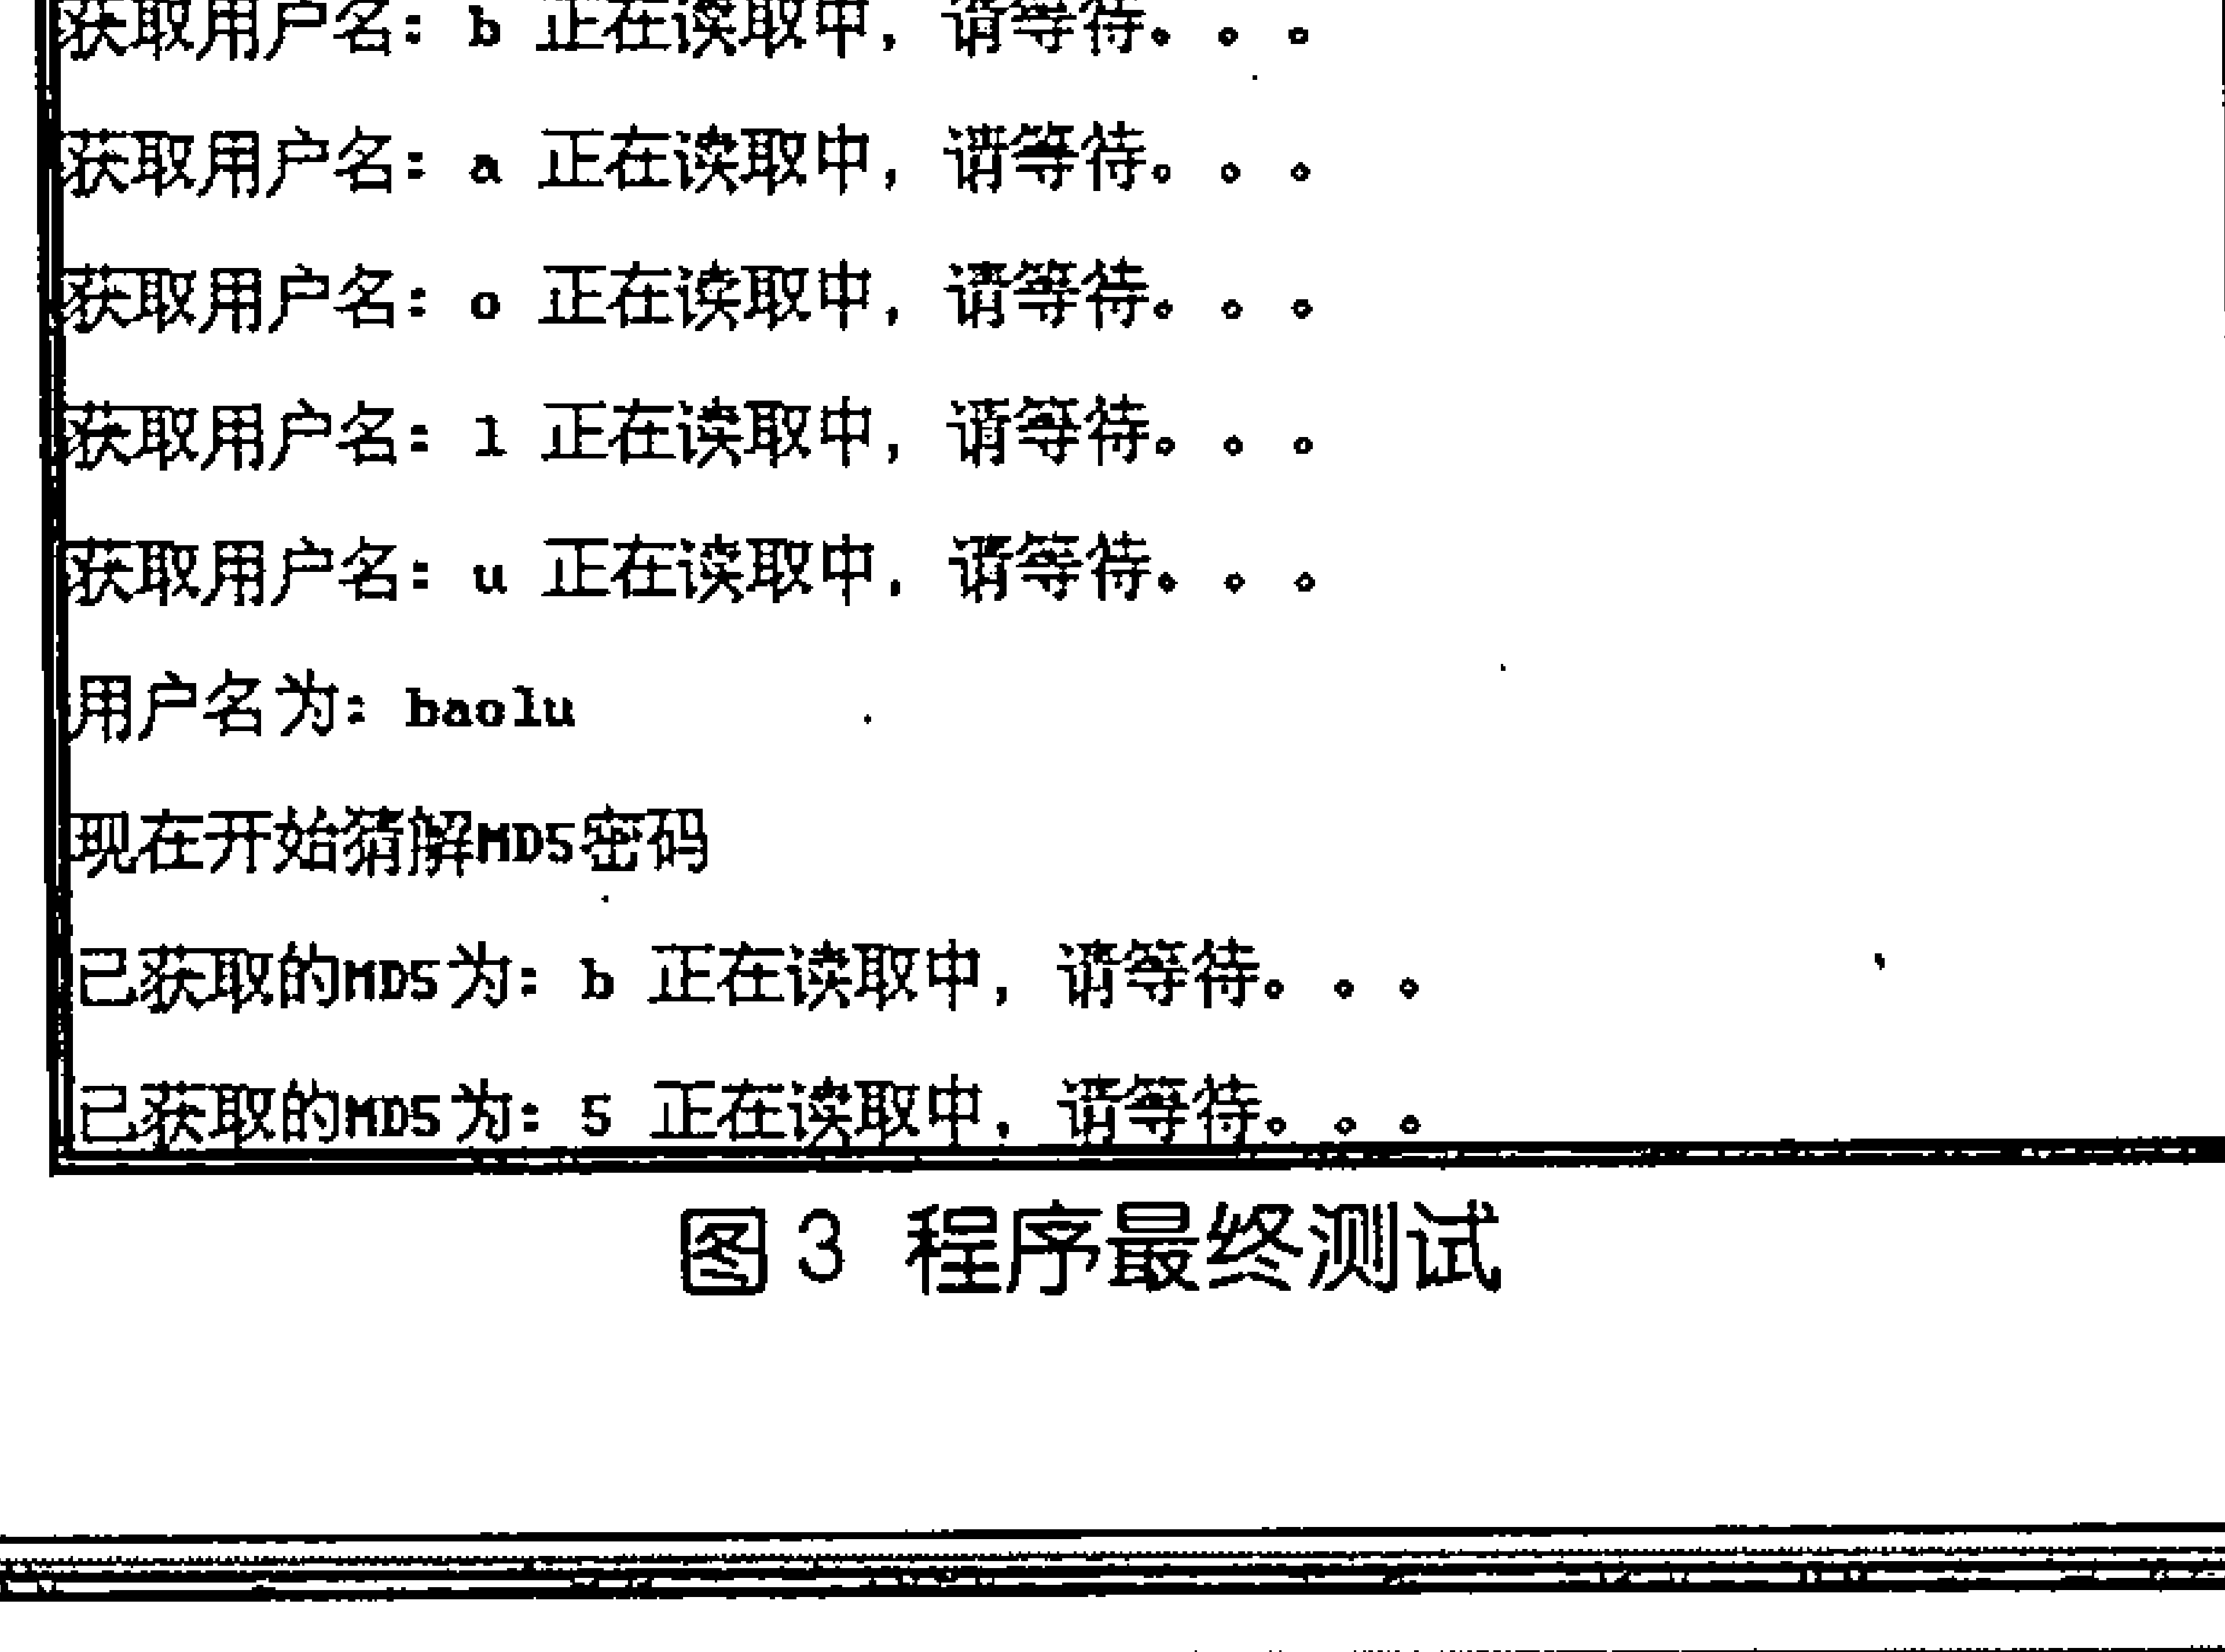 获取用户名：b 正在读取中，请等待。。。
获取用户名：a 正在读取中，请等待。。。
获取用户名：o 正在读取中，请等待。。。
获取用户名：l 正在读取中，请等待。。。
获取用户名：u 正在读取中，请等待。。。
用户名为：baolu
现在开始猜解MD5密码
已获取的MD5为：b 正在读取中，请等待。。。
已获取的MD5为：5 正在读取中，请等待。。。
图3 程序最终测试